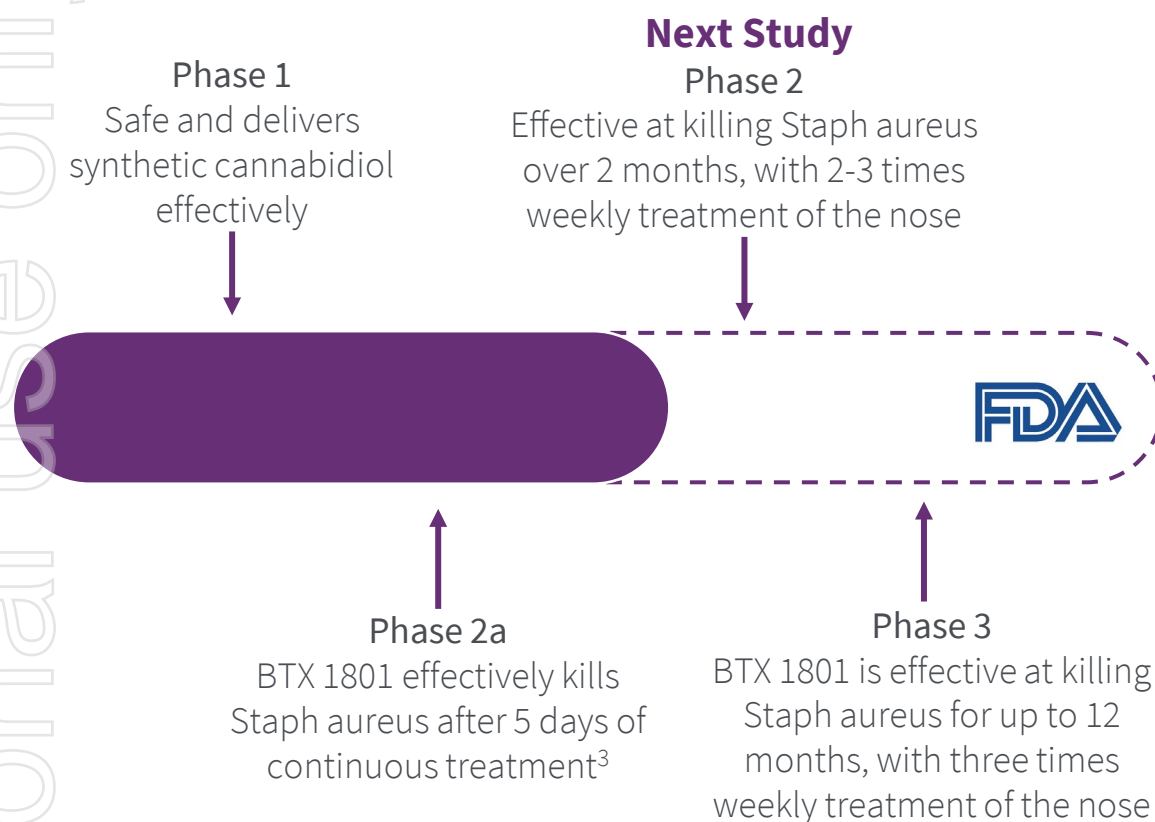 Phase 1
Safe and delivers
synthetic cannabidiol
effectively
Next Study
Phase 2
Effective at killing Staph aureus
over 2 months, with 2-3 times
weekly treatment of the nose
FDA
Phase 2a
BTX 1801 effectively kills
Staph aureus after 5 days of
continuous treatment³
Phase 3
BTX 1801 is effective at killing
Staph aureus for up to 12
months, with three times
weekly treatment of the nose
use